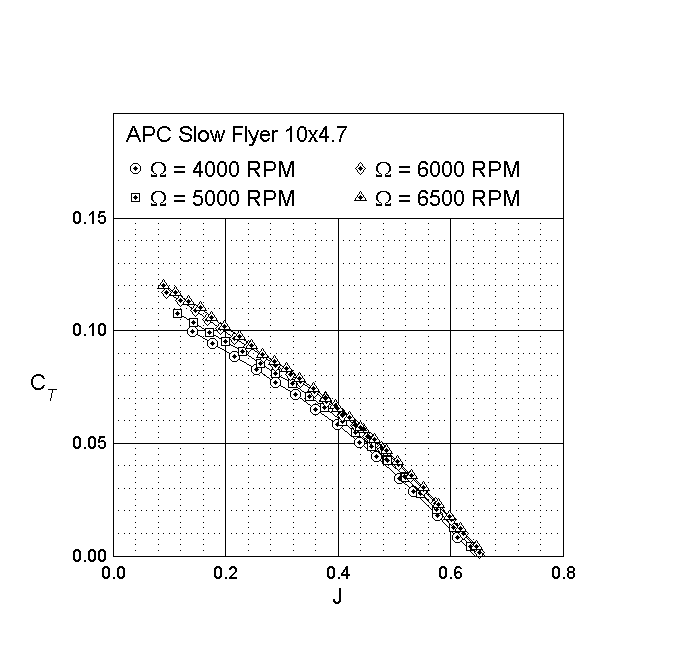 APC Slow Flyer 10x4.7
Ω = 4000 RPM Ω = 6000 RPM
Ω = 5000 RPM Ω = 6500 RPM
0.15
0.10
C_T
0.05
0.00
0.0 0.2 0.4 0.6 0.8
J